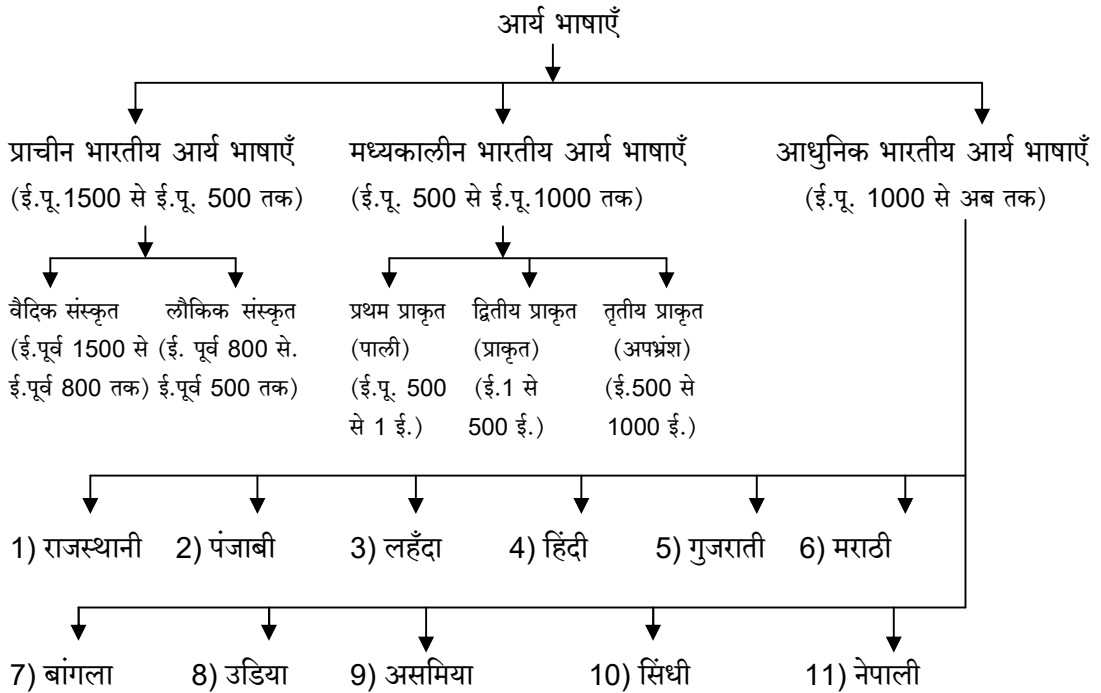 आर्य भाषाएँ
प्राचीन भारतीय आर्य भाषाएँ
(ई.पू.1500 से ई.पू. 500 तक)
मध्यकालीन भारतीय आर्य भाषाएँ
(ई.पू. 500 से ई.पू.1000 तक)
आधुनिक भारतीय आर्य भाषाएँ
(ई.पू. 1000 से अब तक)
वैदिक संस्कृत
(ई.पूर्व 1500 से
ई.पूर्व 800 तक)
लौकिक संस्कृत
(ई. पूर्व 800 से.
ई.पूर्व 500 तक)
प्रथम प्राकृत
(पाली)
(ई.पू. 500
से 1 ई.)
द्वितीय प्राकृत
(प्राकृत)
(ई.1 से
500 ई.)
तृतीय प्राकृत
(अपभ्रंश)
(ई.500 से
1000 ई.)
1) राजस्थानी
2) पंजाबी
3) लहँदा
4) हिंदी
5) गुजराती
6) मराठी
7) बांगला
8) उडिया
9) असमिया
10) सिंधी
11) नेपाली